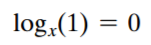 logₓ(1) = 0